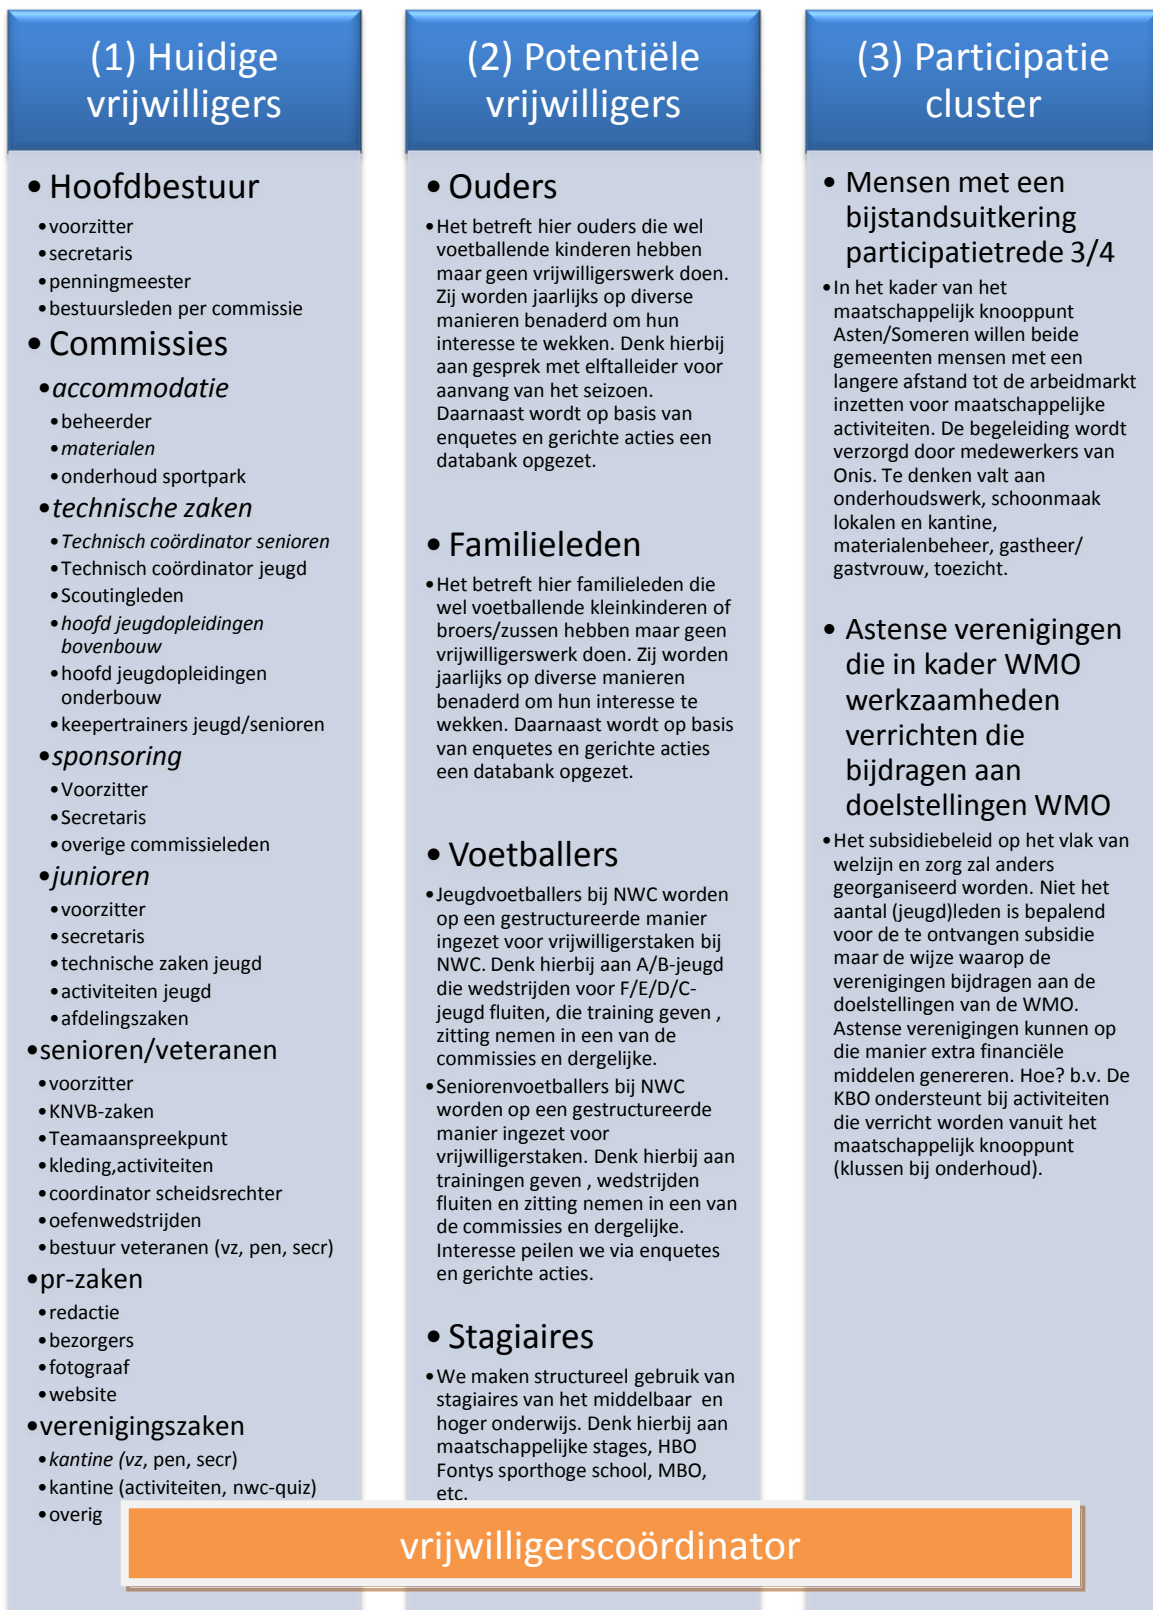 (1) Huidige
vrijwilligers
• Hoofdbestuur
• voorzitter
• secretaris
• penningmeester
• bestuursleden per commissie
• Commissies
• accommodatie
• beheerder
• materialen
• onderhoud sportpark
• technische zaken
• Technisch coördinator senioren
• Technisch coördinator jeugd
• Scoutingleden
• hoofd jeugdopleidingen
bovenbouw
• hoofd jeugdopleidingen
onderbouw
• keepertrainers jeugd/senioren
• sponsoring
• Voorzitter
• Secretaris
• overige commissieleden
• junioren
• voorzitter
• secretaris
• technische zaken jeugd
• activiteiten jeugd
• afdelingszaken
• senioren/veteranen
• voorzitter
• KNVB-zaken
• Teamaanspreekpunt
• kleding,activiteiten
• coordinator scheidsrechter
• oefenwedstrijden
• bestuur veteranen (vz, pen, secr)
• pr-zaken
• redactie
• bezorgers
• fotograaf
• website
• verenigingszaken
• kantine (vz, pen, secr)
• kantine (activiteiten, nwc-quiz)
• overig
(2) Potentiële
vrijwilligers
• Ouders
• Het betreft hier ouders die wel
voetballende kinderen hebben
maar geen vrijwilligerswerk doen.
Zij worden jaarlijks op diverse
manieren benaderd om hun
interesse te wekken. Denk hierbij
aan gesprek met elftalleider voor
aanvang van het seizoen.
Daarnaast wordt op basis van
enquetes en gerichte acties een
databank opgezet.
• Familieleden
• Het betreft hier familieleden die
wel voetballende kleinkinderen of
broers/zussen hebben maar geen
vrijwilligerswerk doen. Zij worden
jaarlijks op diverse manieren
benaderd om hun interesse te
wekken. Daarnaast wordt op basis
van enquetes en gerichte acties
een databank opgezet.
• Voetballers
• Jeugdvoetballers bij NWC worden
op een gestructureerde manier
ingezet voor vrijwilligerstaken bij
NWC. Denk hierbij aan A/B-jeugd
die wedstrijden voor F/E/D/C-
jeugd fluiten, die training geven ,
zitting nemen in een van de
commissies en dergelijke.
• Seniorenvoetballers bij NWC
worden op een gestructureerde
manier ingezet voor
vrijwilligerstaken. Denk hierbij aan
trainingen geven , wedstrijden
fluiten en zitting nemen in een van
de commissies en dergelijke.
Interesse peilen we via enquetes
en gerichte acties.
• Stagiaires
• We maken structureel gebruik van
stagiaires van het middelbaar en
hoger onderwijs. Denk hierbij aan
maatschappelijke stages, HBO
Fontys sporthoge school, MBO,
etc.
(3) Participatie
cluster
• Mensen met een
bijstandsuitkering
participatietrede 3/4
• In het kader van het
maatschappelijk knooppunt
Asten/Someren willen beide
gemeenten mensen met een
langere afstand tot de arbeidmarkt
inzetten voor maatschappelijke
activiteiten. De begeleiding wordt
verzorgd door medewerkers van
Onis. Te denken valt aan
onderhoudswerk, schoonmaak
lokalen en kantine,
materialenbeheer, gastheer/
gastvrouw, toezicht.
• Astense verenigingen
die in kader WMO
werkzaamheden
verrichten die
bijdragen aan
doelstellingen WMO
• Het subsidiebeleid op het vlak van
welzijn en zorg zal anders
georganiseerd worden. Niet het
aantal (jeugd)leden is bepalend
voor de te ontvangen subsidie
maar de wijze waarop de
verenigingen bijdragen aan de
doelstellingen van de WMO.
Astense verenigingen kunnen op
die manier extra financiële
middelen genereren. Hoe? b.v. De
KBO ondersteunt bij activiteiten
die verricht worden vanuit het
maatschappelijk knooppunt
(klussen bij onderhoud).
vrijwilligerscoördinator